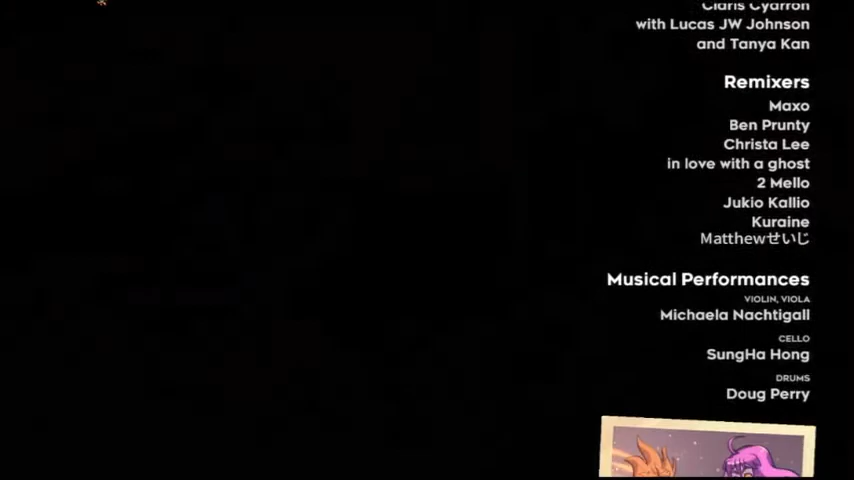 Claris Cyarron
with Lucas JW Johnson
and Tanya Kan
Remixers
Maxo
Ben Prunty
Christa Lee
in love with a ghost
2 Mello
Jukio Kallio
Kuraine
Matthewせいじ
Musical Performances
VIOLIN, VIOLA
Michaela Nachtigall
CELLO
SungHa Hong
DRUMS
Doug Perry